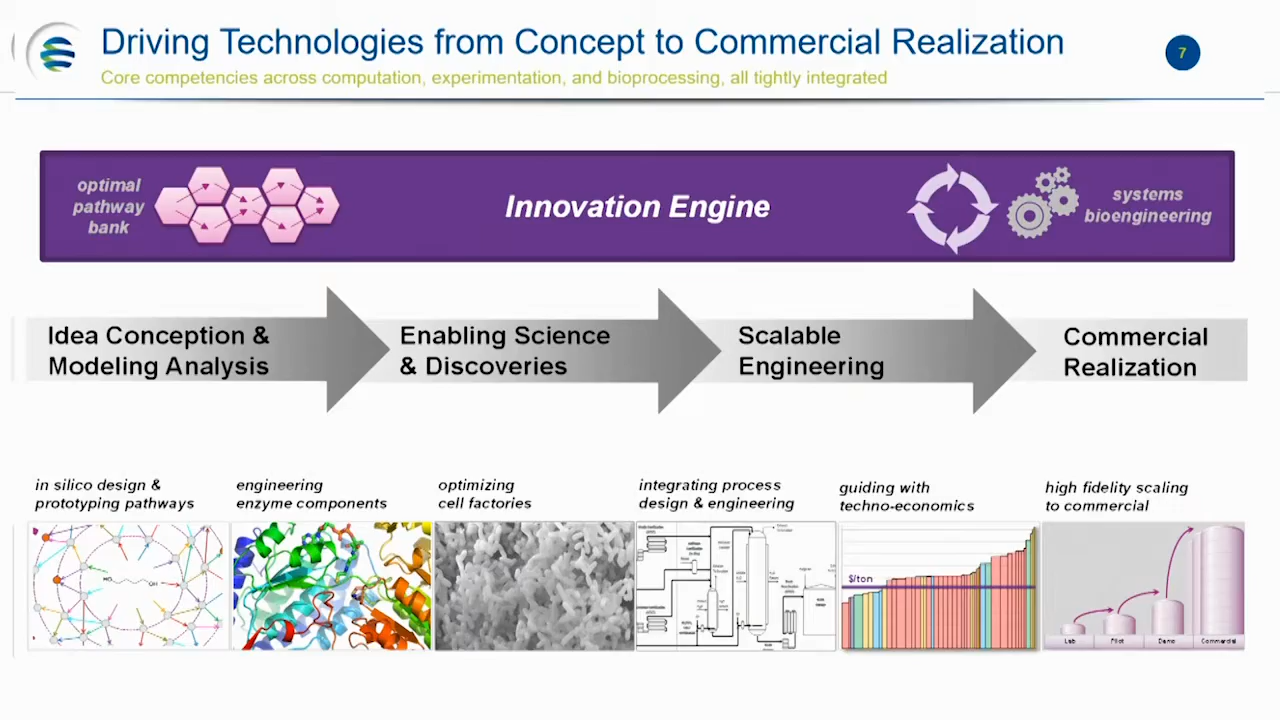 Driving Technologies from Concept to Commercial Realization
7
Core competencies across computation, experimentation, and bioprocessing, all tightly integrated
optimal
pathway
bank
Innovation Engine
systems
bioengineering
Idea Conception &
Modeling Analysis
Enabling Science
& Discoveries
Scalable
Engineering
Commercial
Realization
in silico design &
prototyping pathways
engineering
enzyme components
optimizing
cell factories
integrating process
design & engineering
guiding with
techno-economics
high fidelity scaling
to commercial
HO
OH
$/ton
Lab
Pilot
Demo
Commercial